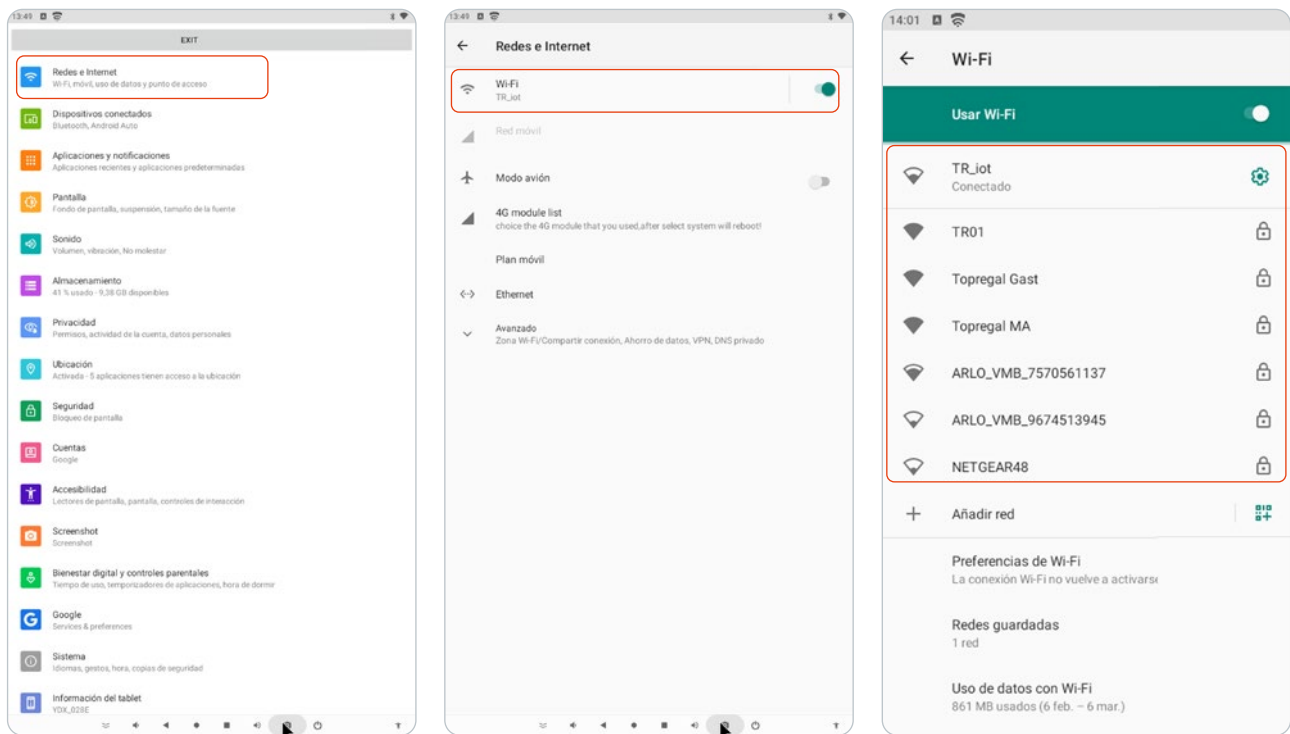 13:49
EXIT
Redes e Internet
Wi-Fi, móvil, uso de datos y punto de acceso
Dispositivos conectados
Bluetooth, Android Auto
Aplicaciones y notificaciones
Aplicaciones recientes y aplicaciones predeterminadas
Pantalla
Fondo de pantalla, suspensión, tamaño de la fuente
Sonido
Volumen, vibración, No molestar
Almacenamiento
41 % usado - 9,38 GB disponibles
Privacidad
Permisos, actividad de la cuenta, datos personales
Ubicación
Activada - 5 aplicaciones tienen acceso a la ubicación
Seguridad
Bloqueo de pantalla
Cuentas
Google
Accesibilidad
Lectores de pantalla, pantalla, controles de interacción
Screenshot
Screenshot
Bienestar digital y controles parentales
Tiempo de uso, temporizadores de aplicaciones, hora de dormir
G
Google
Services & preferences
Sistema
Idiomas, gestos, hora, copias de seguridad
Información del tablet
YDX_028E
13:49
Redes e Internet
Wi-Fi
TR_iot
Red móvil
Modo avión
4G module list
choice the 4G module that you used,after select system will reboot!
Plan móvil
Ethernet
Avanzado
Zona Wi-Fi/Compartir conexión, Ahorro de datos, VPN, DNS privado
14:01
Wi-Fi
Usar Wi-Fi
TR_iot
Conectado
TR01
Topregal Gast
Topregal MA
ARLO_VMB_7570561137
ARLO_VMB_9674513945
NETGEAR48
Añadir red
Preferencias de Wi-Fi
La conexión Wi-Fi no vuelve a activarse
Redes guardadas
1 red
Uso de datos con Wi-Fi
861 MB usados (6 feb. – 6 mar.)